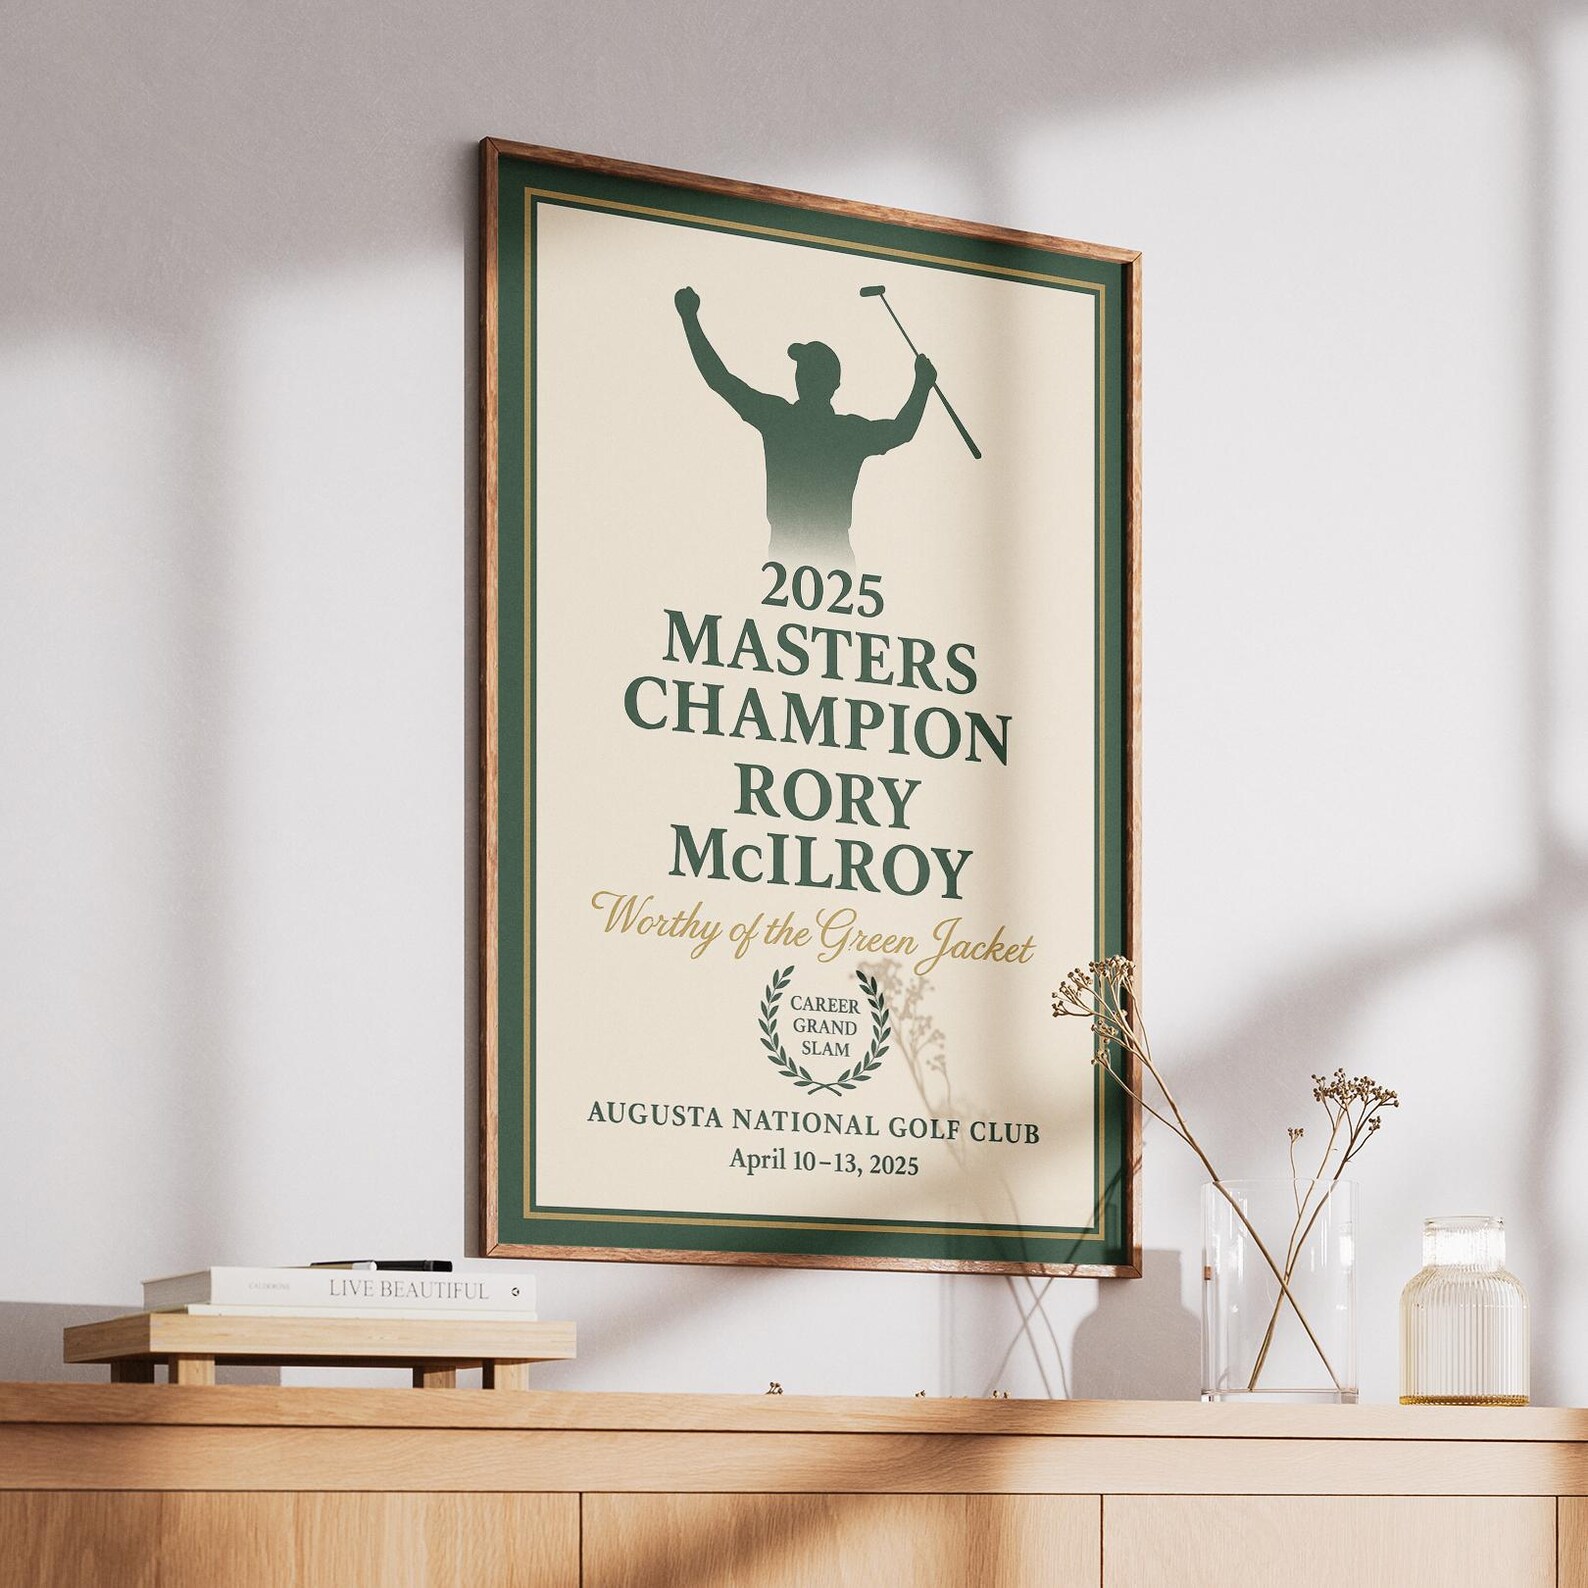 2025
MASTERS
CHAMPION
RORY
McILROY
Worthy of the Green Jacket
CAREER
GRAND
SLAM
AUGUSTA NATIONAL GOLF CLUB
April 10–13, 2025
LIVE BEAUTIFUL